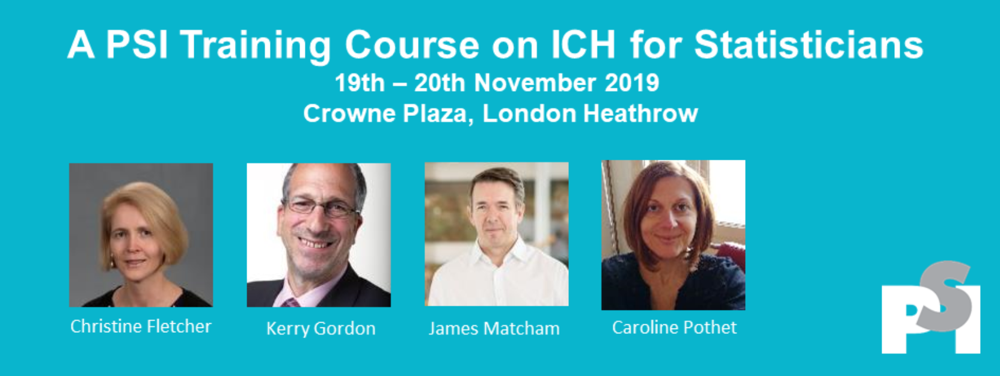 A PSI Training Course on ICH for Statisticians
19th – 20th November 2019
Crowne Plaza, London Heathrow
Christine Fletcher
Kerry Gordon
James Matcham
Caroline Pothet
PSI